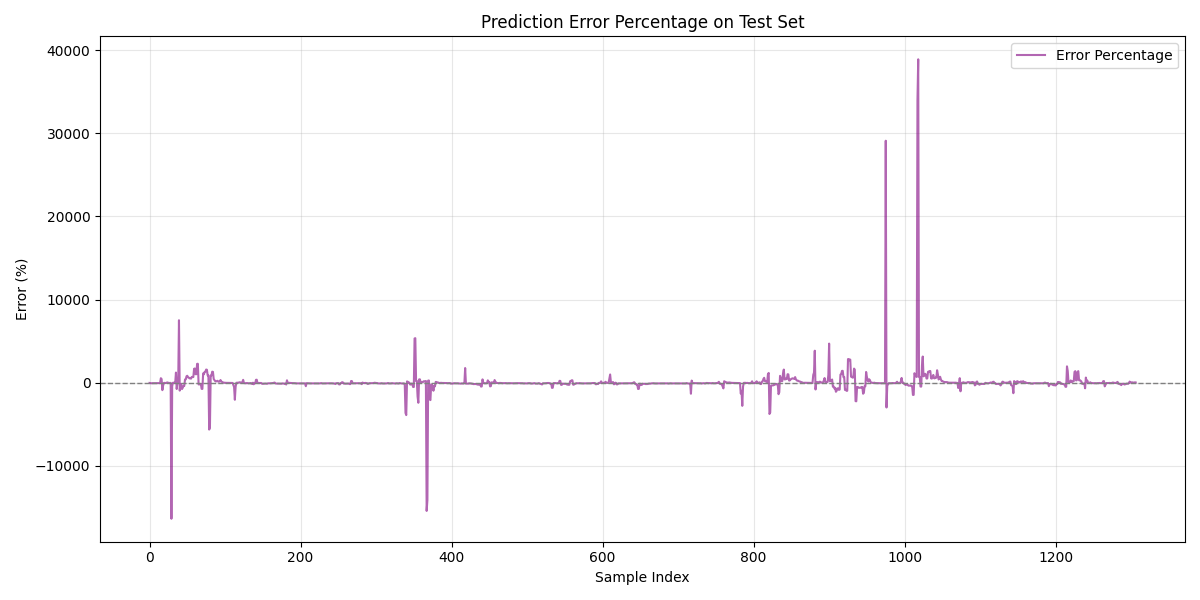 Prediction Error Percentage on Test Set
Error Percentage
40000
30000
20000
10000
0
−10000
Error (%)
0 200 400 600 800 1000 1200
Sample Index